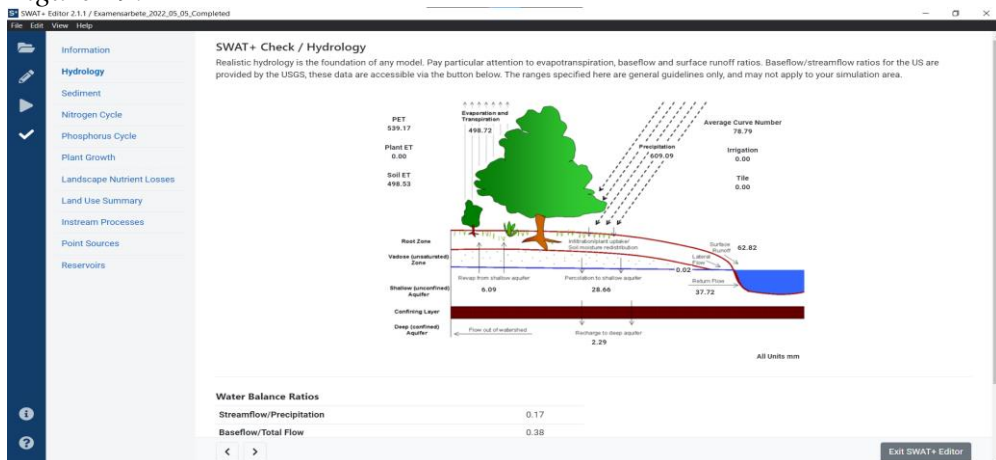 SWAT+ Editor 2.1.1 / Examensarbete_2022_05_05_Completed
File Edit View Help
Information
Hydrology
Sediment
Nitrogen Cycle
Phosphorus Cycle
Plant Growth
Landscape Nutrient Losses
Land Use Summary
Instream Processes
Point Sources
Reservoirs
SWAT+ Check / Hydrology
Realistic hydrology is the foundation of any model. Pay particular attention to evapotranspiration, baseflow and surface runoff ratios. Baseflow/streamflow ratios for the US are
provided by the USGS, these data are accessible via the button below. The ranges specified here are general guidelines only, and may not apply to your simulation area.
PET
539.17
Plant ET
0.00
Soil ET
498.53
Evaporation and
Transpiration
498.72
Precipitation
609.09
Average Curve Number
78.79
Irrigation
0.00
Tile
0.00
Root Zone
Infiltration/plant uptake/
Soil moisture redistribution
Surface
Runoff
62.82
Vadose (unsaturated)
Zone
Lateral
Flow
0.02
Revap from shallow aquifer
6.09
Percolation to shallow aquifer
28.66
Return Flow
37.72
Shallow (unconfined)
Aquifer
Confining Layer
Deep (confined)
Aquifer
Flow out of watershed
Recharge to deep aquifer
2.29
All Units mm
Water Balance Ratios
Streamflow/Precipitation 0.17
Baseflow/Total Flow 0.38
Exit SWAT+ Editor